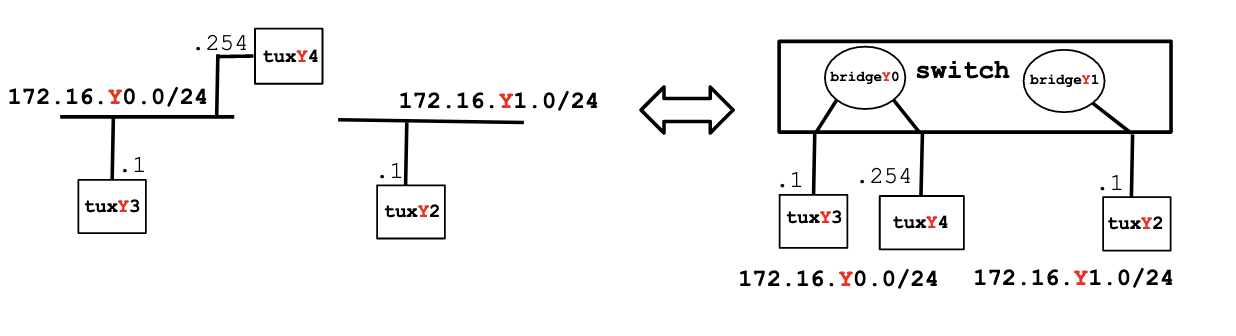 .254
tuxY4
172.16.Y0.0/24
.1
tuxY3
172.16.Y1.0/24
.1
tuxY2
bridgeY0
switch
bridgeY1
.1
tuxY3
.254
tuxY4
.1
tuxY2
172.16.Y0.0/24
172.16.Y1.0/24